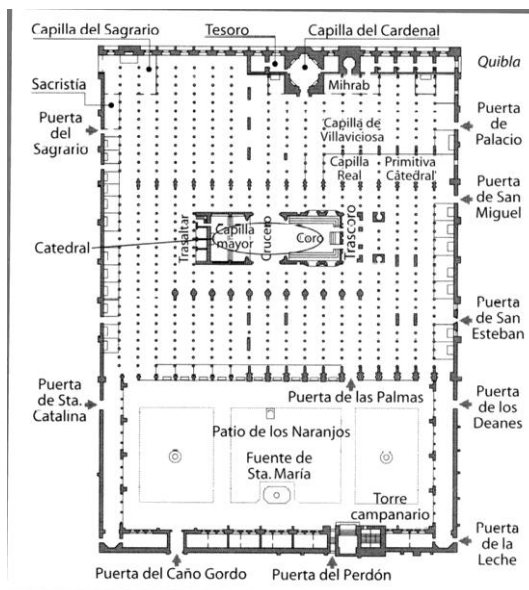 Capilla del Sagrario
Tesoro
Capilla del Cardenal
Sacristía
Mihrab
Quibla
Puerta
del
Sagrario
Capilla de
Villaviciosa
Puerta
de
Palacio
Capilla
Real
Primitiva
Catedral
Puerta
de San
Miguel
Catedral
Trasaltar
Capilla
mayor
Crucero
Coro
Trascoro
Puerta
de San
Esteban
Puerta
de Sta.
Catalina
Puerta de las Palmas
Puerta
de los
Deanes
Patio de los Naranjos
Fuente de
Sta. María
Torre
campanario
Puerta
de la
Leche
Puerta del Caño Gordo
Puerta del Perdón